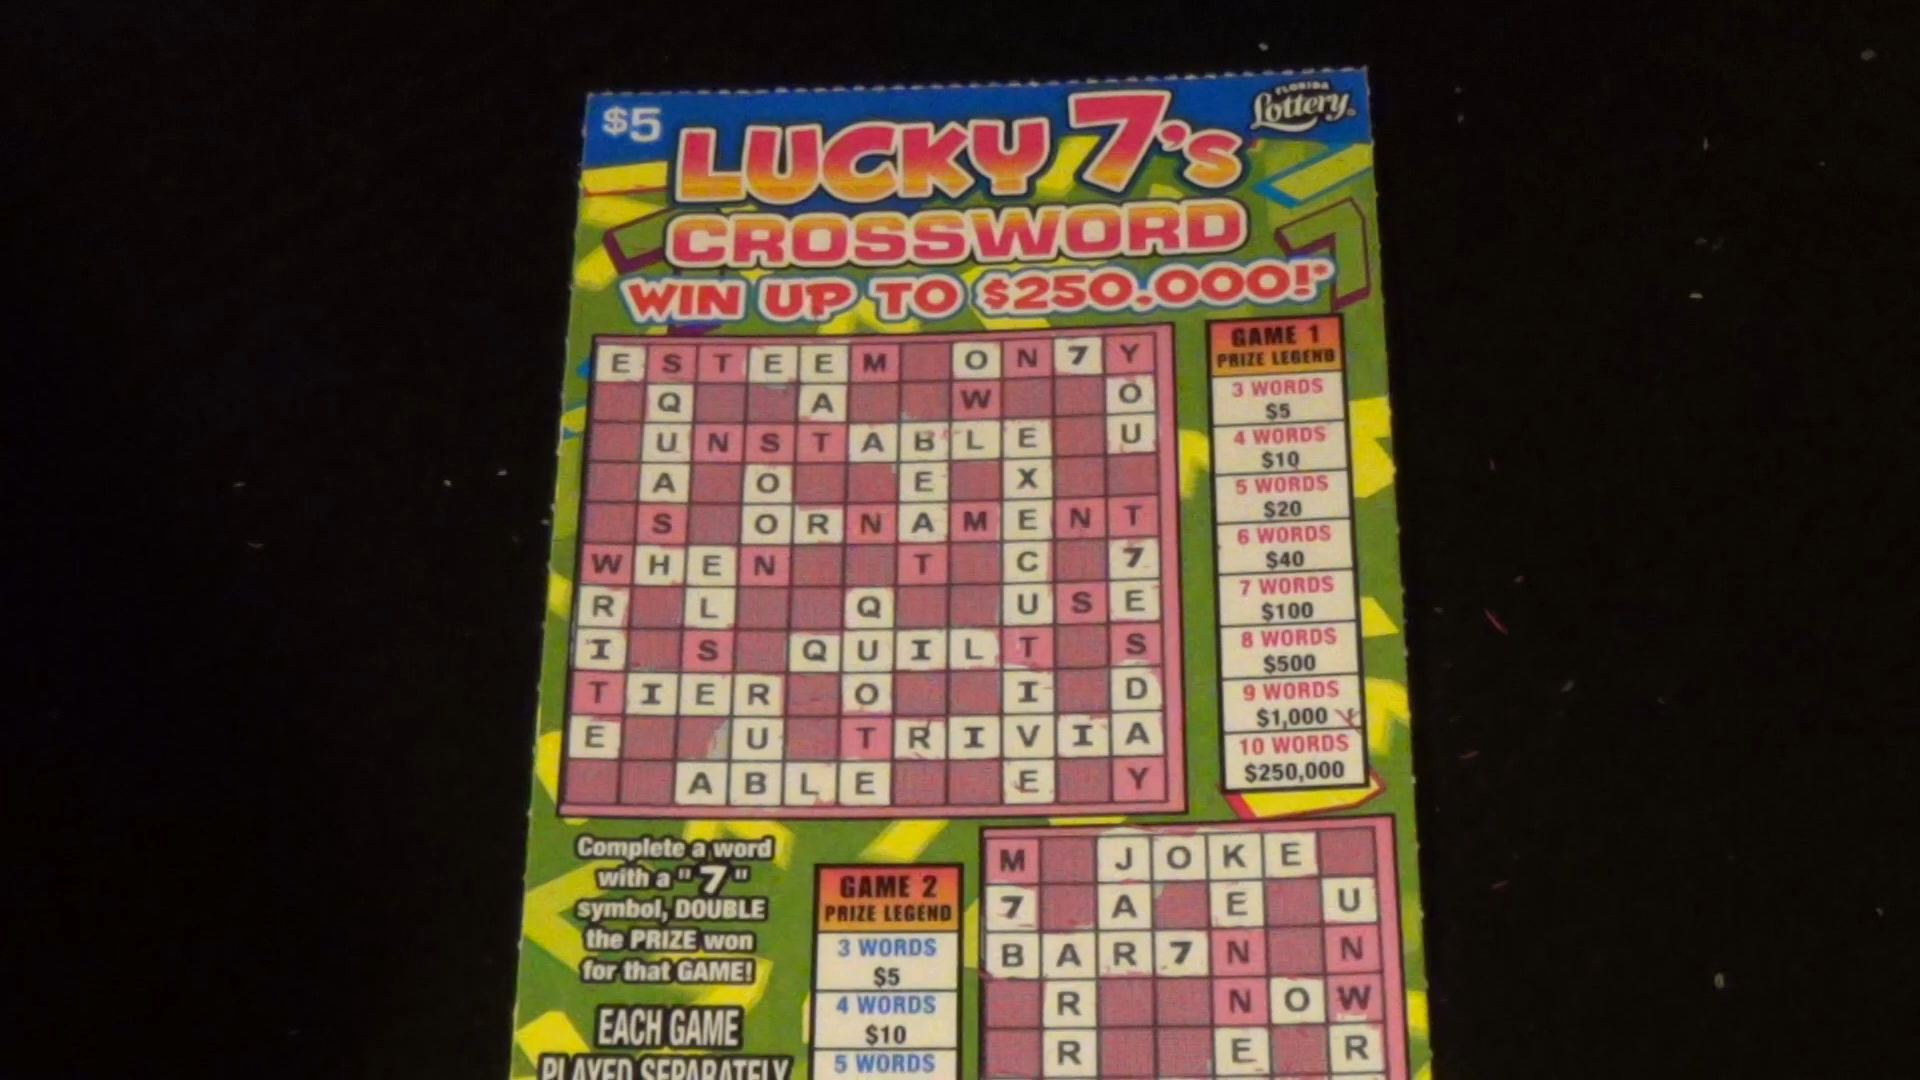 $5
FLORIDA
Lottery
LUCKY 7's
CROSSWORD
WIN UP TO $250,000!*
E S T E E M O N 7 Y
Q A W O
U N S T A B L E U
A O E X
S O R N A M E N T
W H E N T C 7
R L Q U S E
I S Q U I L T S
T I E R O I D
E U T R I V I A
A B L E E Y
GAME 1
PRIZE LEGEND
3 WORDS
$5
4 WORDS
$10
5 WORDS
$20
6 WORDS
$40
7 WORDS
$100
8 WORDS
$500
9 WORDS
$1,000
10 WORDS
$250,000
Complete a word
with a "7"
symbol, DOUBLE
the PRIZE won
for that GAME!
EACH GAME
PLAYED SEPARATELY
GAME 2
PRIZE LEGEND
3 WORDS
$5
4 WORDS
$10
5 WORDS
M J O K E
7 A E U
B A R 7 N N
R N O W
R E R